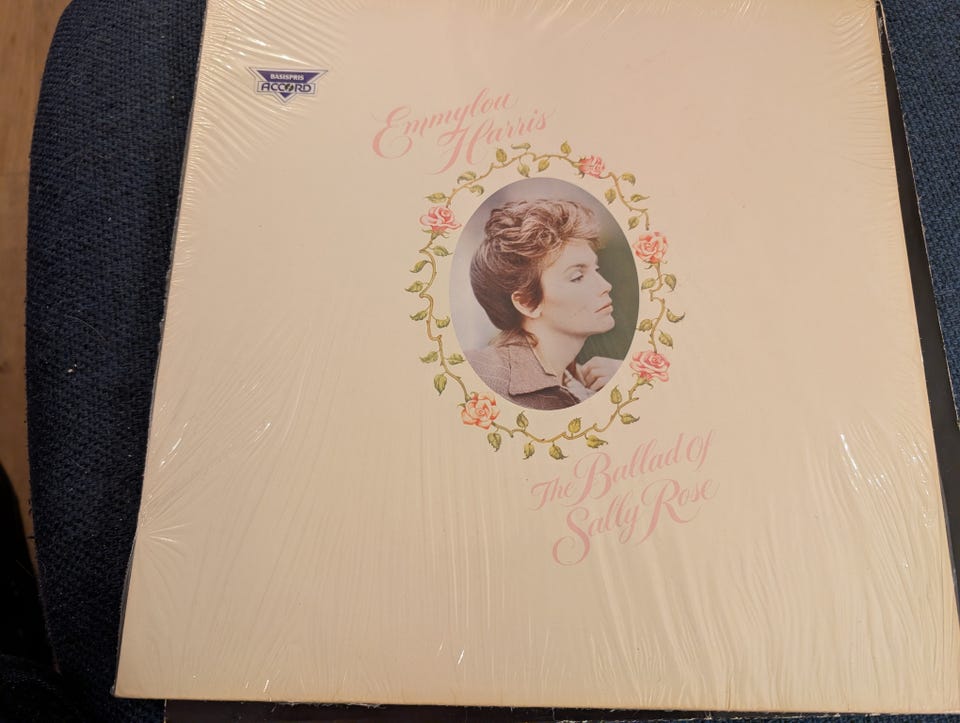 BASISPRIS
ACCORD
Emmylou
Harris
The Ballad of
Sally Rose